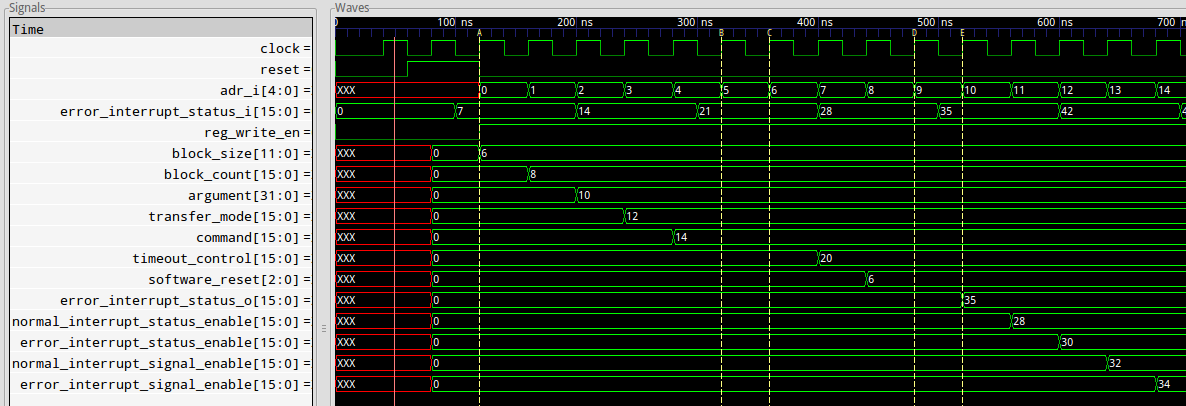 Signals
Waves
Time
0 100 ns 200 ns 300 ns 400 ns 500 ns 600 ns 700 n
A B C D E
clock =
reset =
adr_i[4:0] = XXX 0 1 2 3 4 5 6 7 8 9 10 11 12 13 14
error_interrupt_status_i[15:0] = 0 7 14 21 28 35 42 4
reg_write_en =
block_size[11:0] = XXX 0 6
block_count[15:0] = XXX 0 8
argument[31:0] = XXX 0 10
transfer_mode[15:0] = XXX 0 12
command[15:0] = XXX 0 14
timeout_control[15:0] = XXX 0 20
software_reset[2:0] = XXX 0 6
error_interrupt_status_o[15:0] = XXX 0 35
normal_interrupt_status_enable[15:0] = XXX 0 28
error_interrupt_status_enable[15:0] = XXX 0 30
normal_interrupt_signal_enable[15:0] = XXX 0 32
error_interrupt_signal_enable[15:0] = XXX 0 34